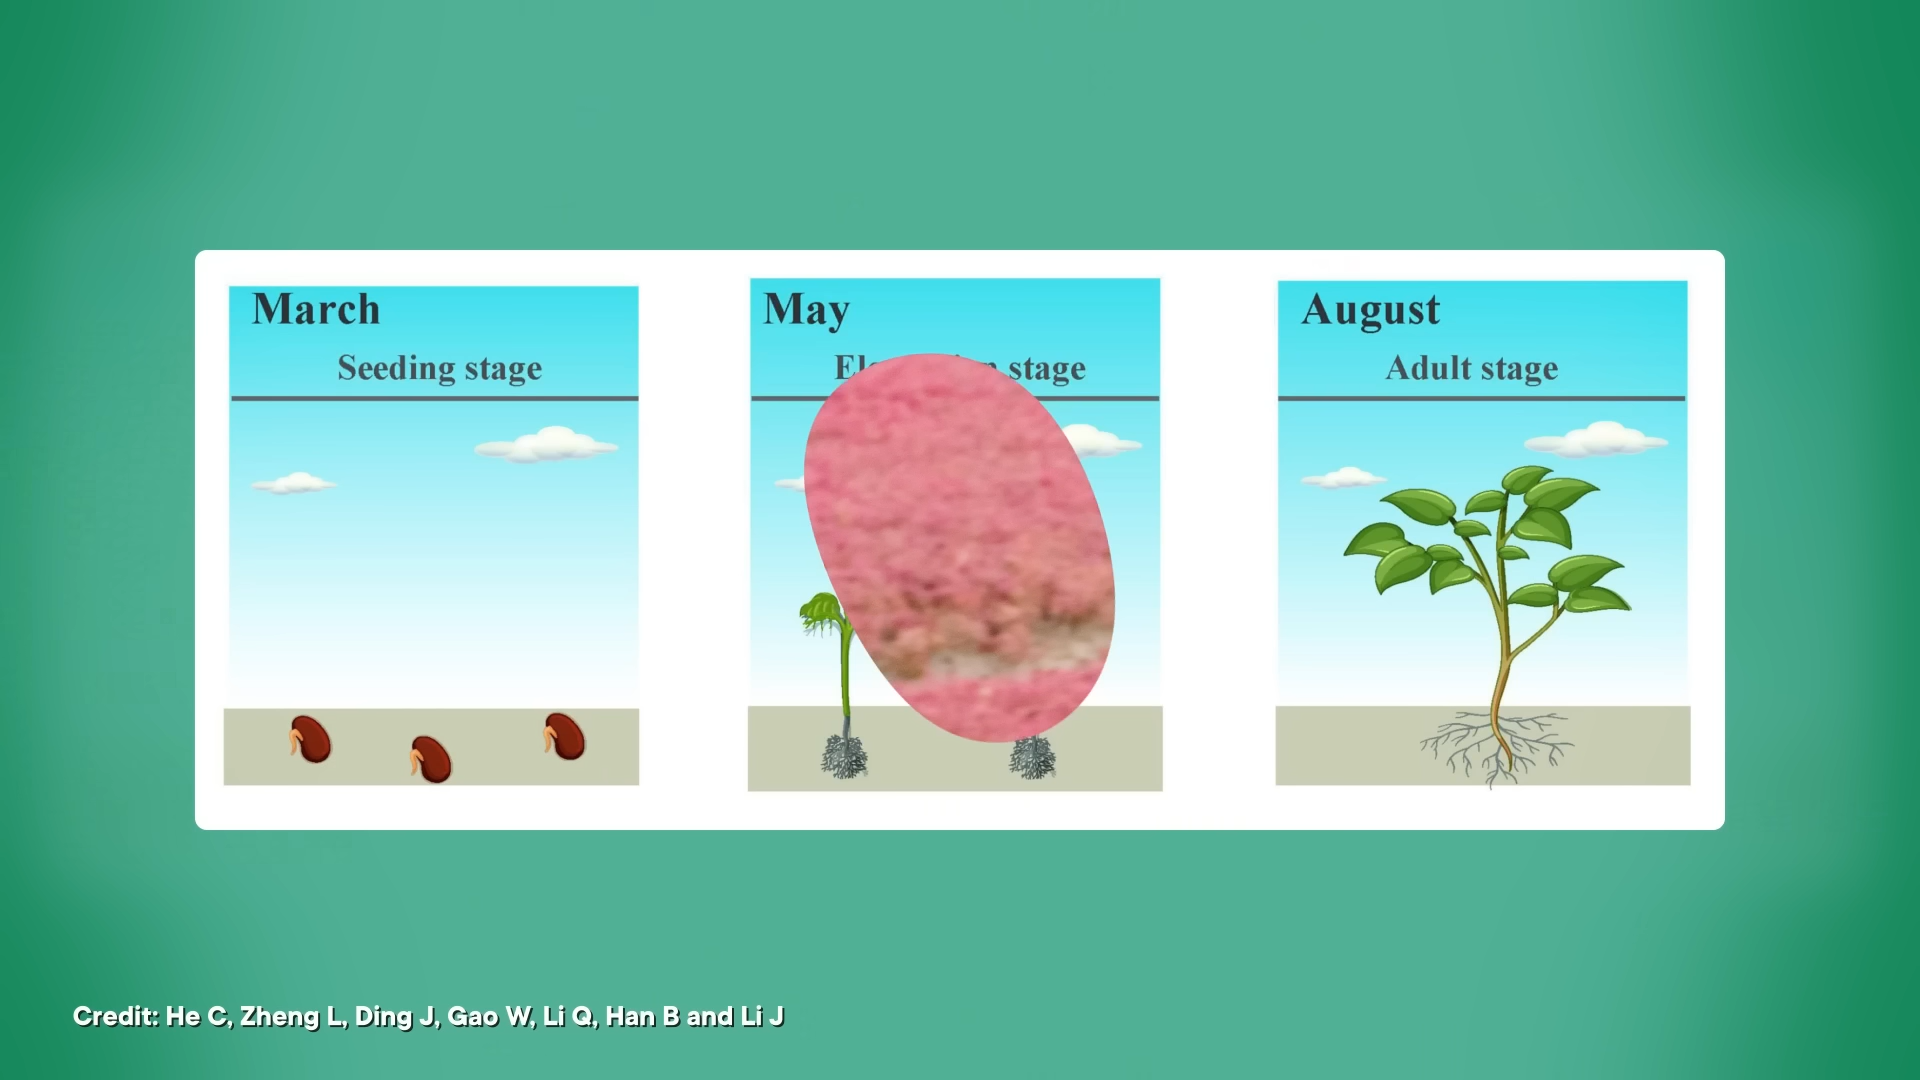 March
Seeding stage
May
stage
August
Adult stage
Credit: He C, Zheng L, Ding J, Gao W, Li Q, Han B and Li J